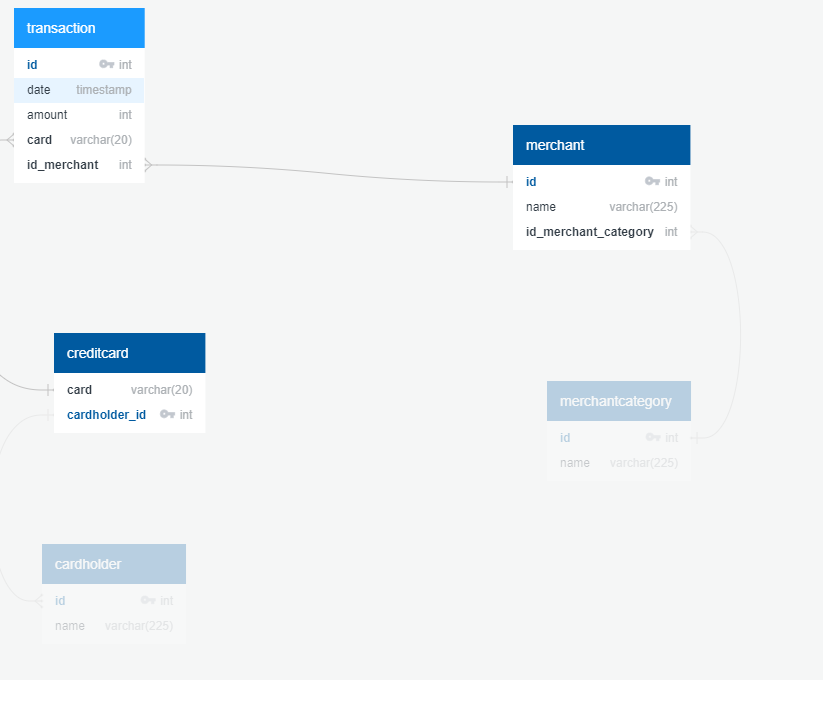 transaction
id int
date timestamp
amount int
card varchar(20)
id_merchant int
merchant
id int
name varchar(225)
id_merchant_category int
creditcard
card varchar(20)
cardholder_id int
merchantcategory
id int
name varchar(225)
cardholder
id int
name varchar(225)